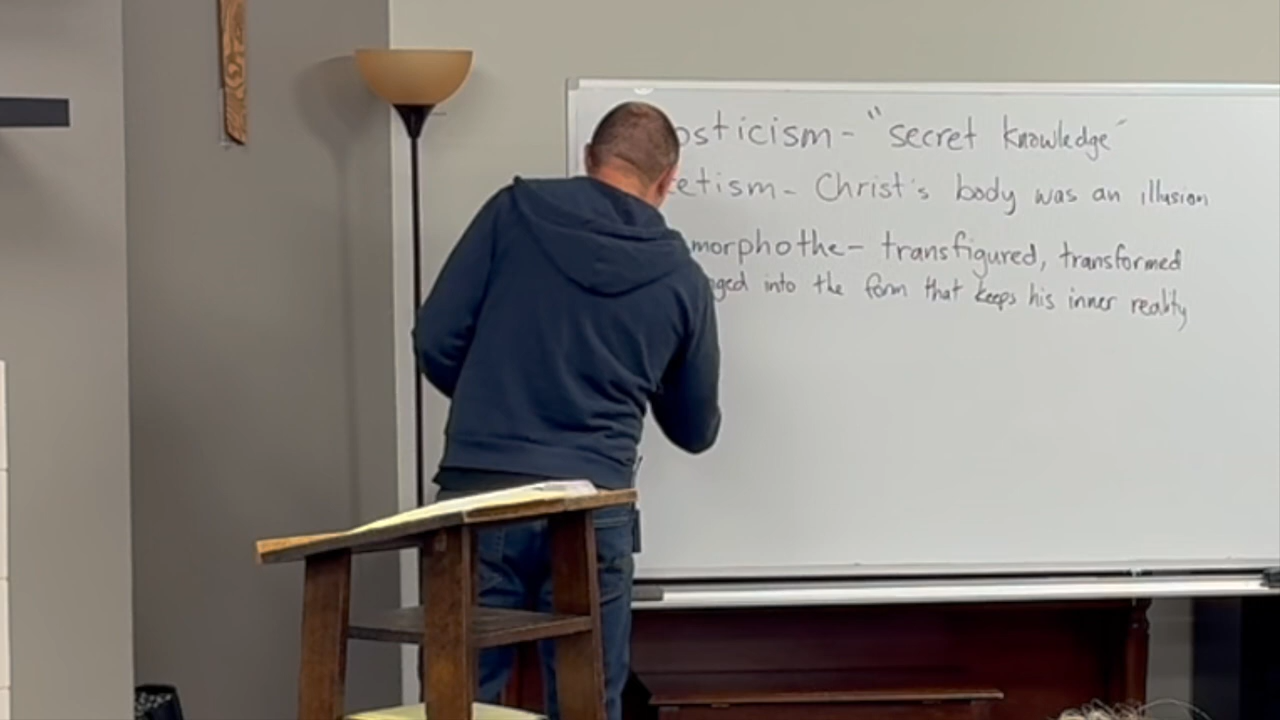 osticism - "secret knowledge"
etism - Christ's body was an illusion
morphothe - transfigured, transformed
nged into the form that keeps his inner reality